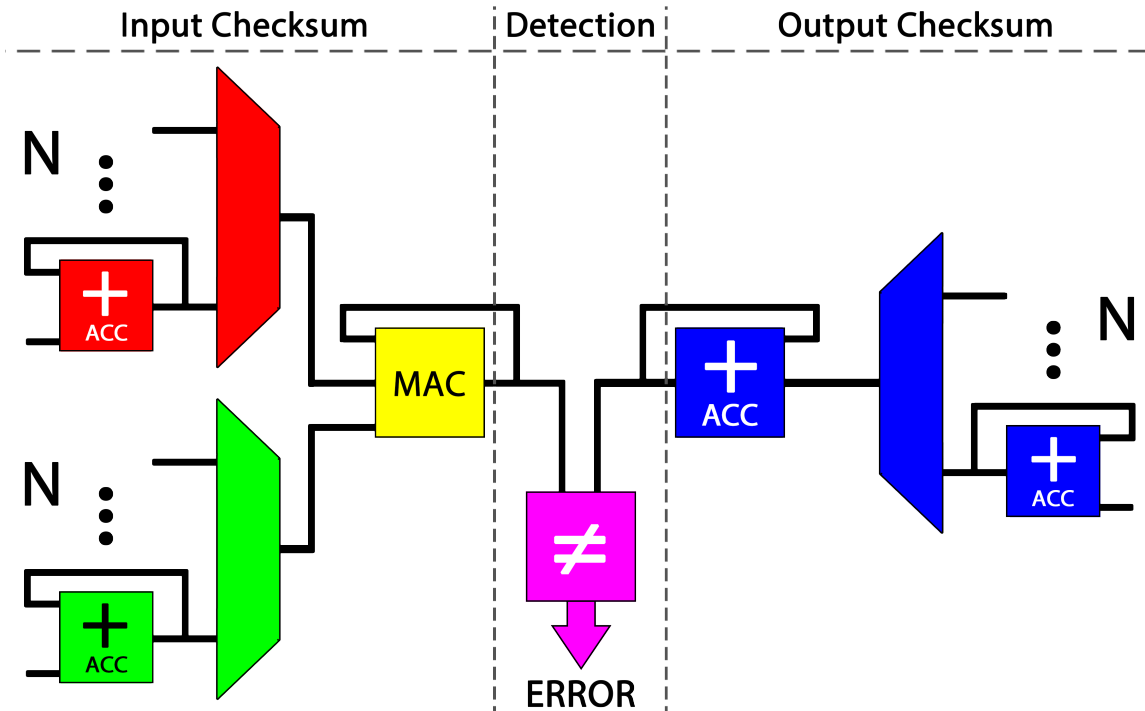 Input Checksum
Detection
Output Checksum
N
+
ACC
N
+
ACC
MAC
+
ACC
N
+
ACC
≠
ERROR